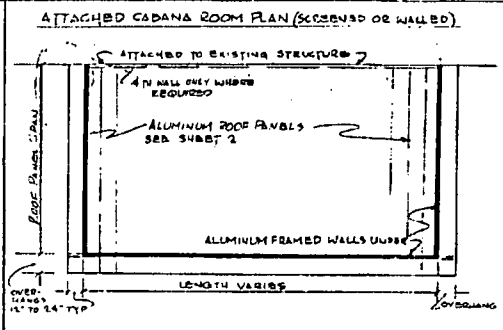 ATTACHED CABANA ROOM PLAN (SCREENED OR WALLED)
ATTACHED TO EXISTING STRUCTURE
4TH WALL ONLY WHERE
REQUIRED
ALUMINUM ROOF PANELS
SEE SHEET 2
ROOF PANEL SPAN
ALUMINUM FRAMED WALLS UNDER
LENGTH VARIES
OVER-
HANGS
12" TO 24" TYP
OVERHANG